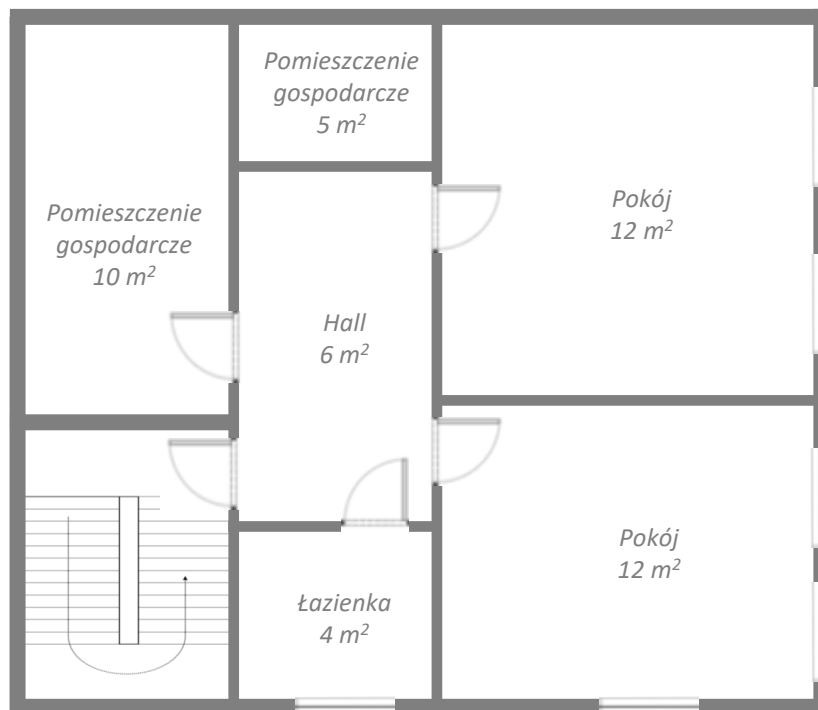 Pomieszczenie
gospodarcze
5 m²
Pomieszczenie
gospodarcze
10 m²
Pokój
12 m²
Hall
6 m²
Pokój
12 m²
Łazienka
4 m²